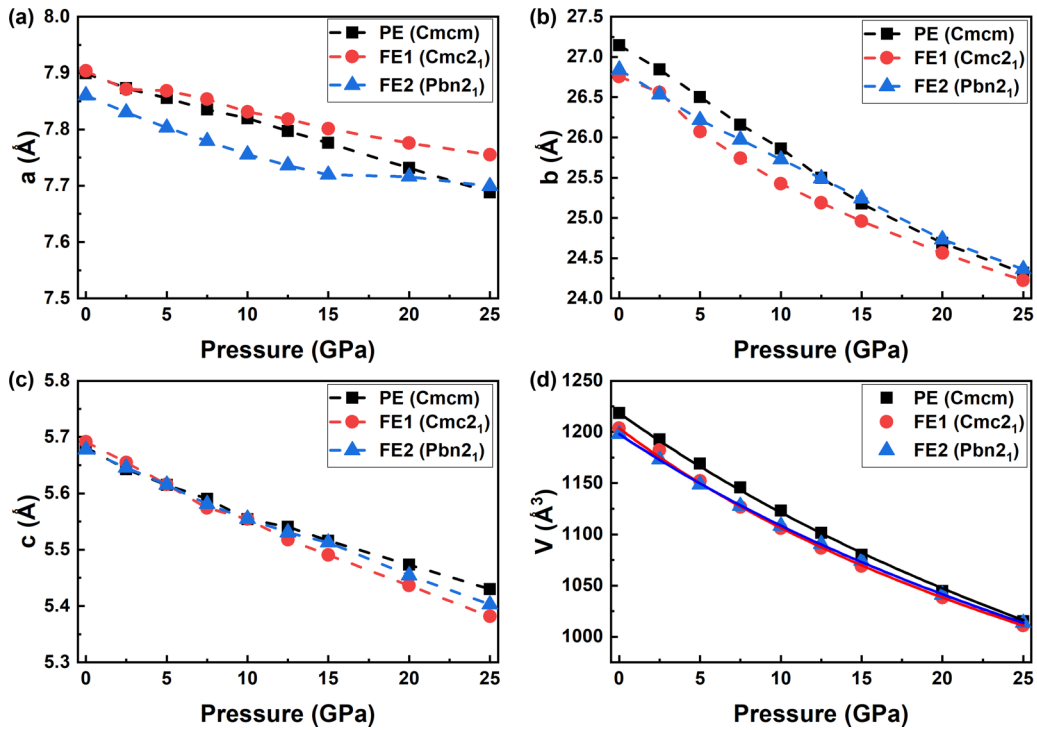 (a)
8.0
7.9
7.8
7.7
7.6
7.5
a (Å)
PE (Cmcm)
FE1 (Cmc2₁)
FE2 (Pbn2₁)
0 5 10 15 20 25
Pressure (GPa)
(b)
27.5
27.0
26.5
26.0
25.5
25.0
24.5
24.0
b (Å)
PE (Cmcm)
FE1 (Cmc2₁)
FE2 (Pbn2₁)
0 5 10 15 20 25
Pressure (GPa)
(c)
5.8
5.7
5.6
5.5
5.4
5.3
c (Å)
PE (Cmcm)
FE1 (Cmc2₁)
FE2 (Pbn2₁)
0 5 10 15 20 25
Pressure (GPa)
(d)
1250
1200
1150
1100
1050
1000
V (Å³)
PE (Cmcm)
FE1 (Cmc2₁)
FE2 (Pbn2₁)
0 5 10 15 20 25
Pressure (GPa)